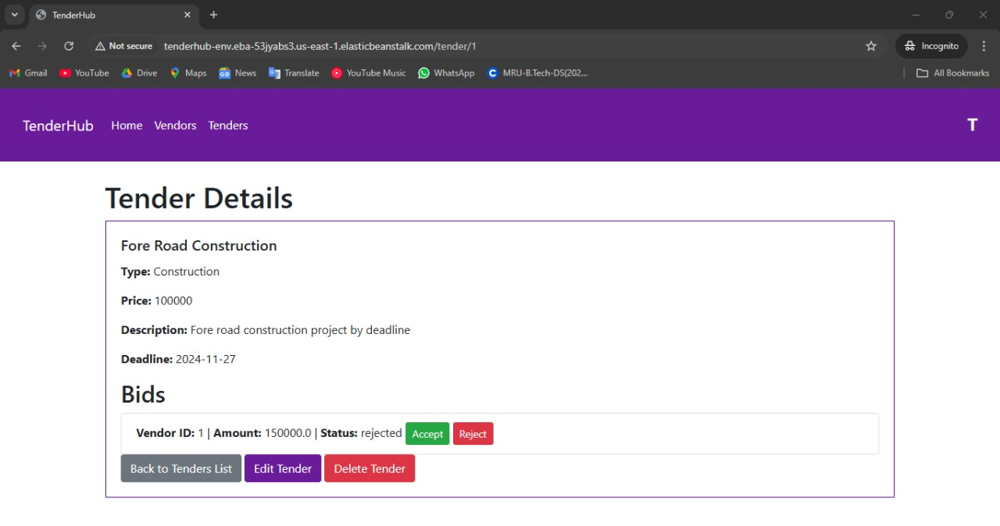 TenderHub
Not secure tenderhub-env.eba-53jyabs3.us-east-1.elasticbeanstalk.com/tender/1 Incognito
Gmail YouTube Drive Maps News Translate YouTube Music WhatsApp MRU-B.Tech-DS(202... All Bookmarks
TenderHub Home Vendors Tenders T
Tender Details
Fore Road Construction
Type: Construction
Price: 100000
Description: Fore road construction project by deadline
Deadline: 2024-11-27
Bids
Vendor ID: 1 | Amount: 150000.0 | Status: rejected Accept Reject
Back to Tenders List Edit Tender Delete Tender